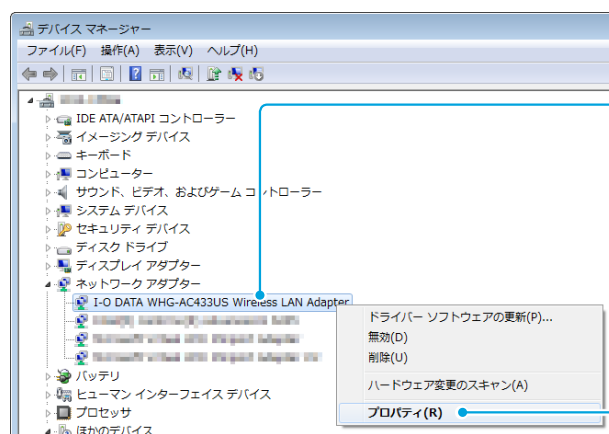 デバイス マネージャー
ファイル(F) 操作(A) 表示(V) ヘルプ(H)
IDE ATA/ATAPI コントローラー
イメージング デバイス
キーボード
コンピューター
サウンド、ビデオ、およびゲーム コントローラー
システム デバイス
セキュリティ デバイス
ディスク ドライブ
ディスプレイ アダプター
ネットワーク アダプター
I-O DATA WHG-AC433US Wireless LAN Adapter
ドライバー ソフトウェアの更新(P)...
無効(D)
削除(U)
ハードウェア変更のスキャン(A)
プロパティ(R)
バッテリ
ヒューマン インターフェイス デバイス
プロセッサ
ほかのデバイス